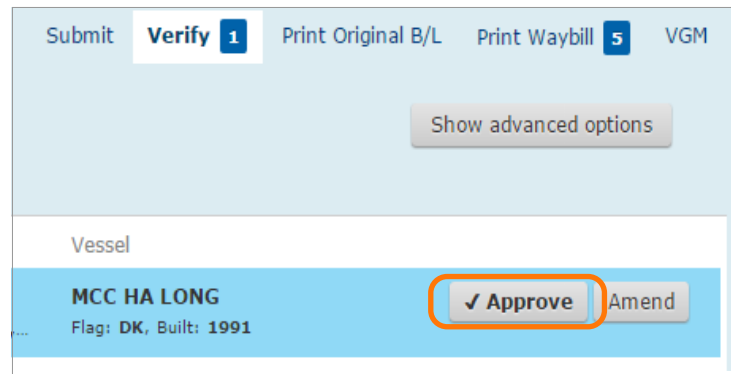 Submit Verify 1 Print Original B/L Print Waybill 5 VGM
Show advanced options
Vessel
MCC HA LONG
✓ Approve Amend
,... Flag: DK, Built: 1991